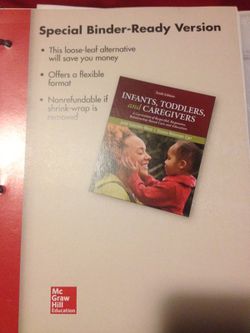 Special Binder-Ready Version
• This loose-leaf alternative
will save you money
• Offers a flexible
format
• Nonrefundable if
shrink-wrap is
removed
INFANTS, TODDLERS,
and CAREGIVERS
Mc
Graw
Hill
Education